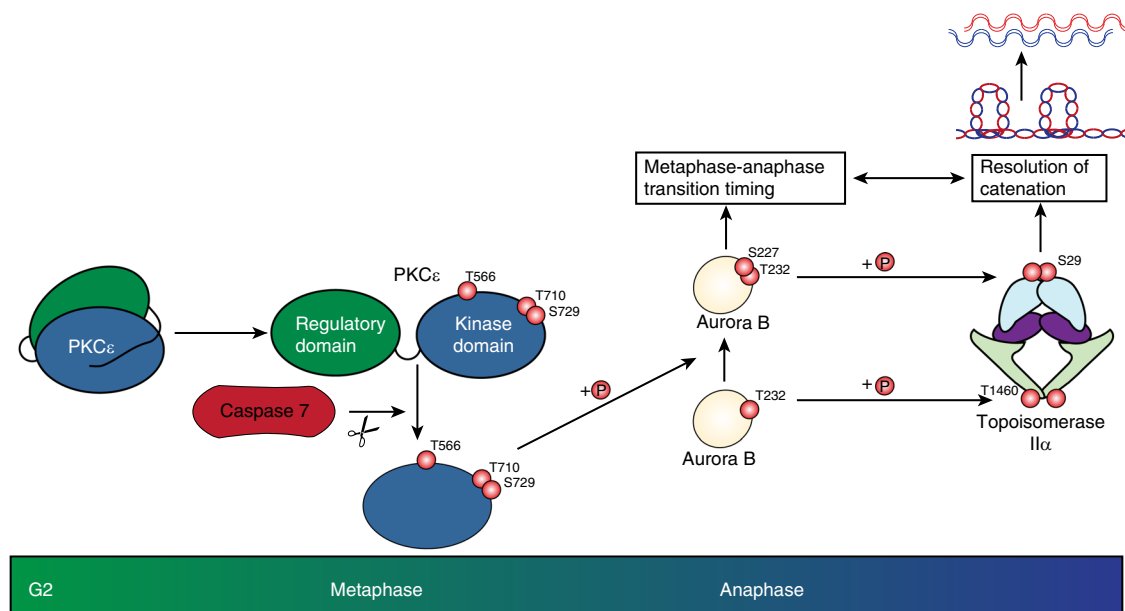 Metaphase-anaphase
transition timing
Resolution of
catenation
S227
T232
+ P
S29
Aurora B
PKCε
T566
T710
S729
Regulatory
domain
Kinase
domain
PKCε
+ P
Caspase 7
T232
+ P
T1460
Aurora B
Topoisomerase
IIα
T566
T710
S729
G2
Metaphase
Anaphase